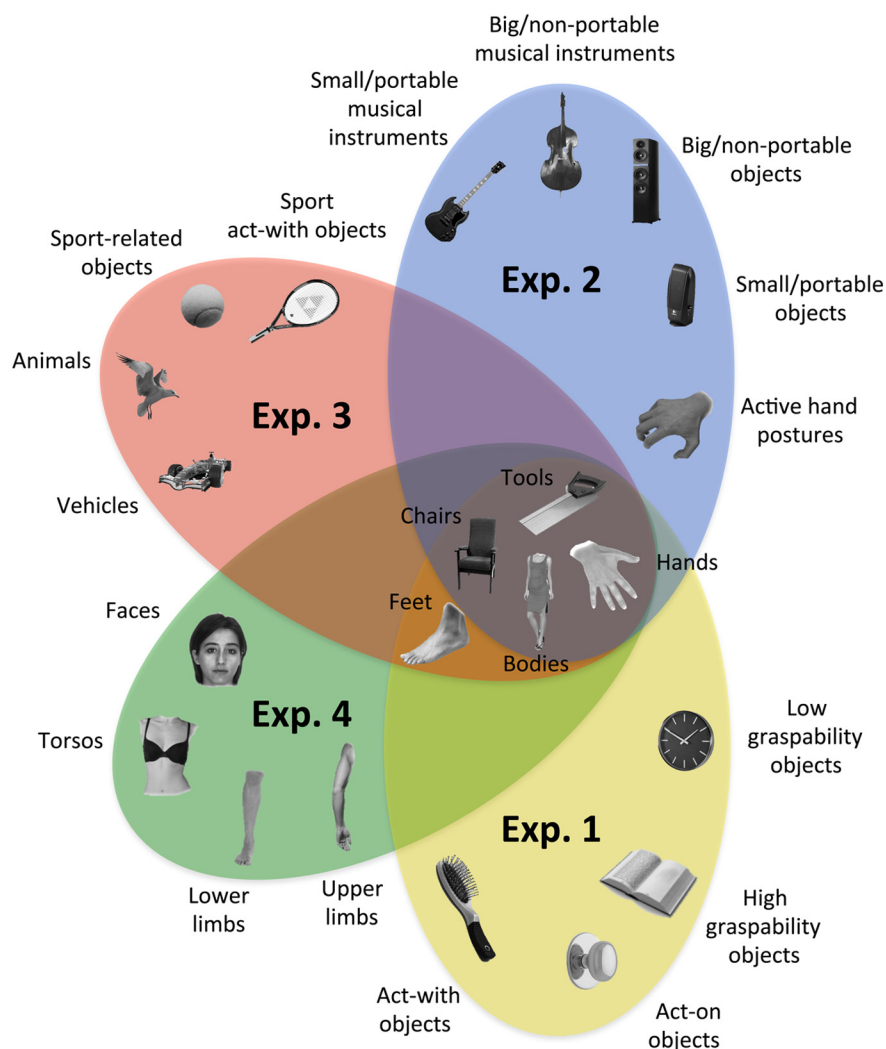 Big/non-portable
musical instruments
Small/portable
musical
instruments
Big/non-portable
objects
Sport
act-with objects
Sport-related
objects
Exp. 2
Small/portable
objects
Animals
Exp. 3
Active hand
postures
Vehicles
Tools
Chairs
Hands
Feet
Faces
Bodies
Exp. 4
Torsos
Low
graspability
objects
Exp. 1
Lower
limbs
Upper
limbs
High
graspability
objects
Act-with
objects
Act-on
objects